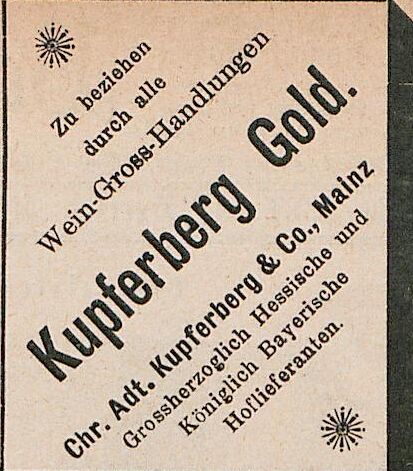 Zu beziehen
durch alle
Wein-Gross-Handlungen
Kupferberg Gold.
Chr. Adt. Kupferberg & Co., Mainz
Grossherzoglich Hessische und
Königlich Bayerische
Hoflieferanten.